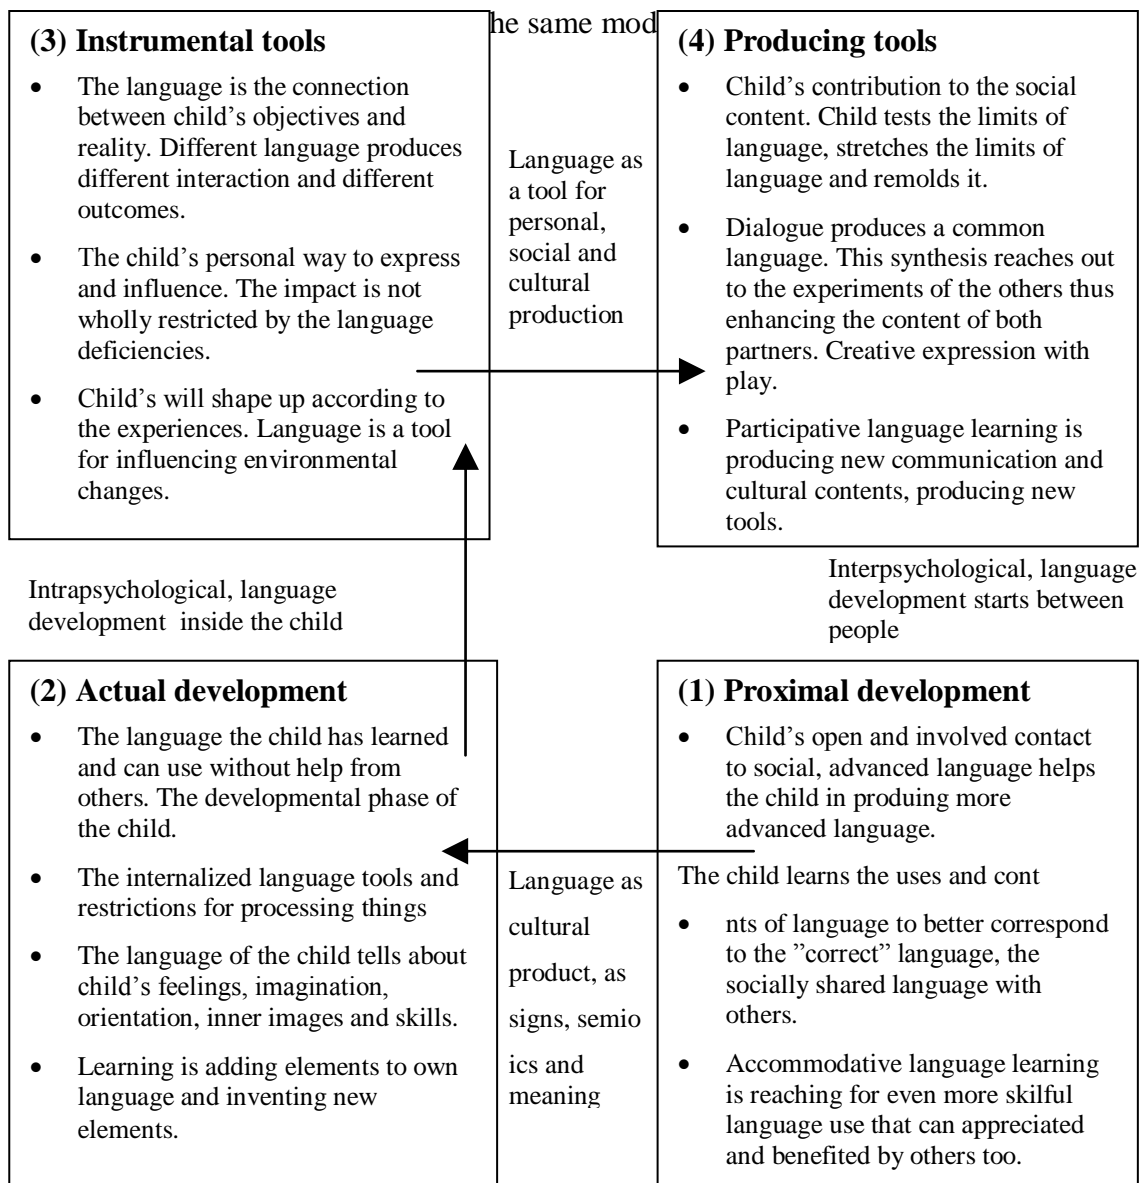 he same mod
(3) Instrumental tools
• The language is the connection
between child’s objectives and
reality. Different language produces
different interaction and different
outcomes.
• The child’s personal way to express
and influence. The impact is not
wholly restricted by the language
deficiencies.
• Child’s will shape up according to
the experiences. Language is a tool
for influencing environmental
changes.
Language as
a tool for
personal,
social and
cultural
production
(4) Producing tools
• Child’s contribution to the social
content. Child tests the limits of
language, stretches the limits of
language and remolds it.
• Dialogue produces a common
language. This synthesis reaches out
to the experiments of the others thus
enhancing the content of both
partners. Creative expression with
play.
• Participative language learning is
producing new communication and
cultural contents, producing new
tools.
Intrapsychological, language
development inside the child
Interpsychological, language
development starts between
people
(2) Actual development
• The language the child has learned
and can use without help from
others. The developmental phase of
the child.
• The internalized language tools and
restrictions for processing things
• The language of the child tells about
child’s feelings, imagination,
orientation, inner images and skills.
• Learning is adding elements to own
language and inventing new
elements.
Language as
cultural
product, as
signs, semio
ics and
meaning
(1) Proximal development
• Child’s open and involved contact
to social, advanced language helps
the child in produing more
advanced language.
The child learns the uses and cont
• nts of language to better correspond
to the ”correct” language, the
socially shared language with
others.
• Accommodative language learning
is reaching for even more skilful
language use that can appreciated
and benefited by others too.